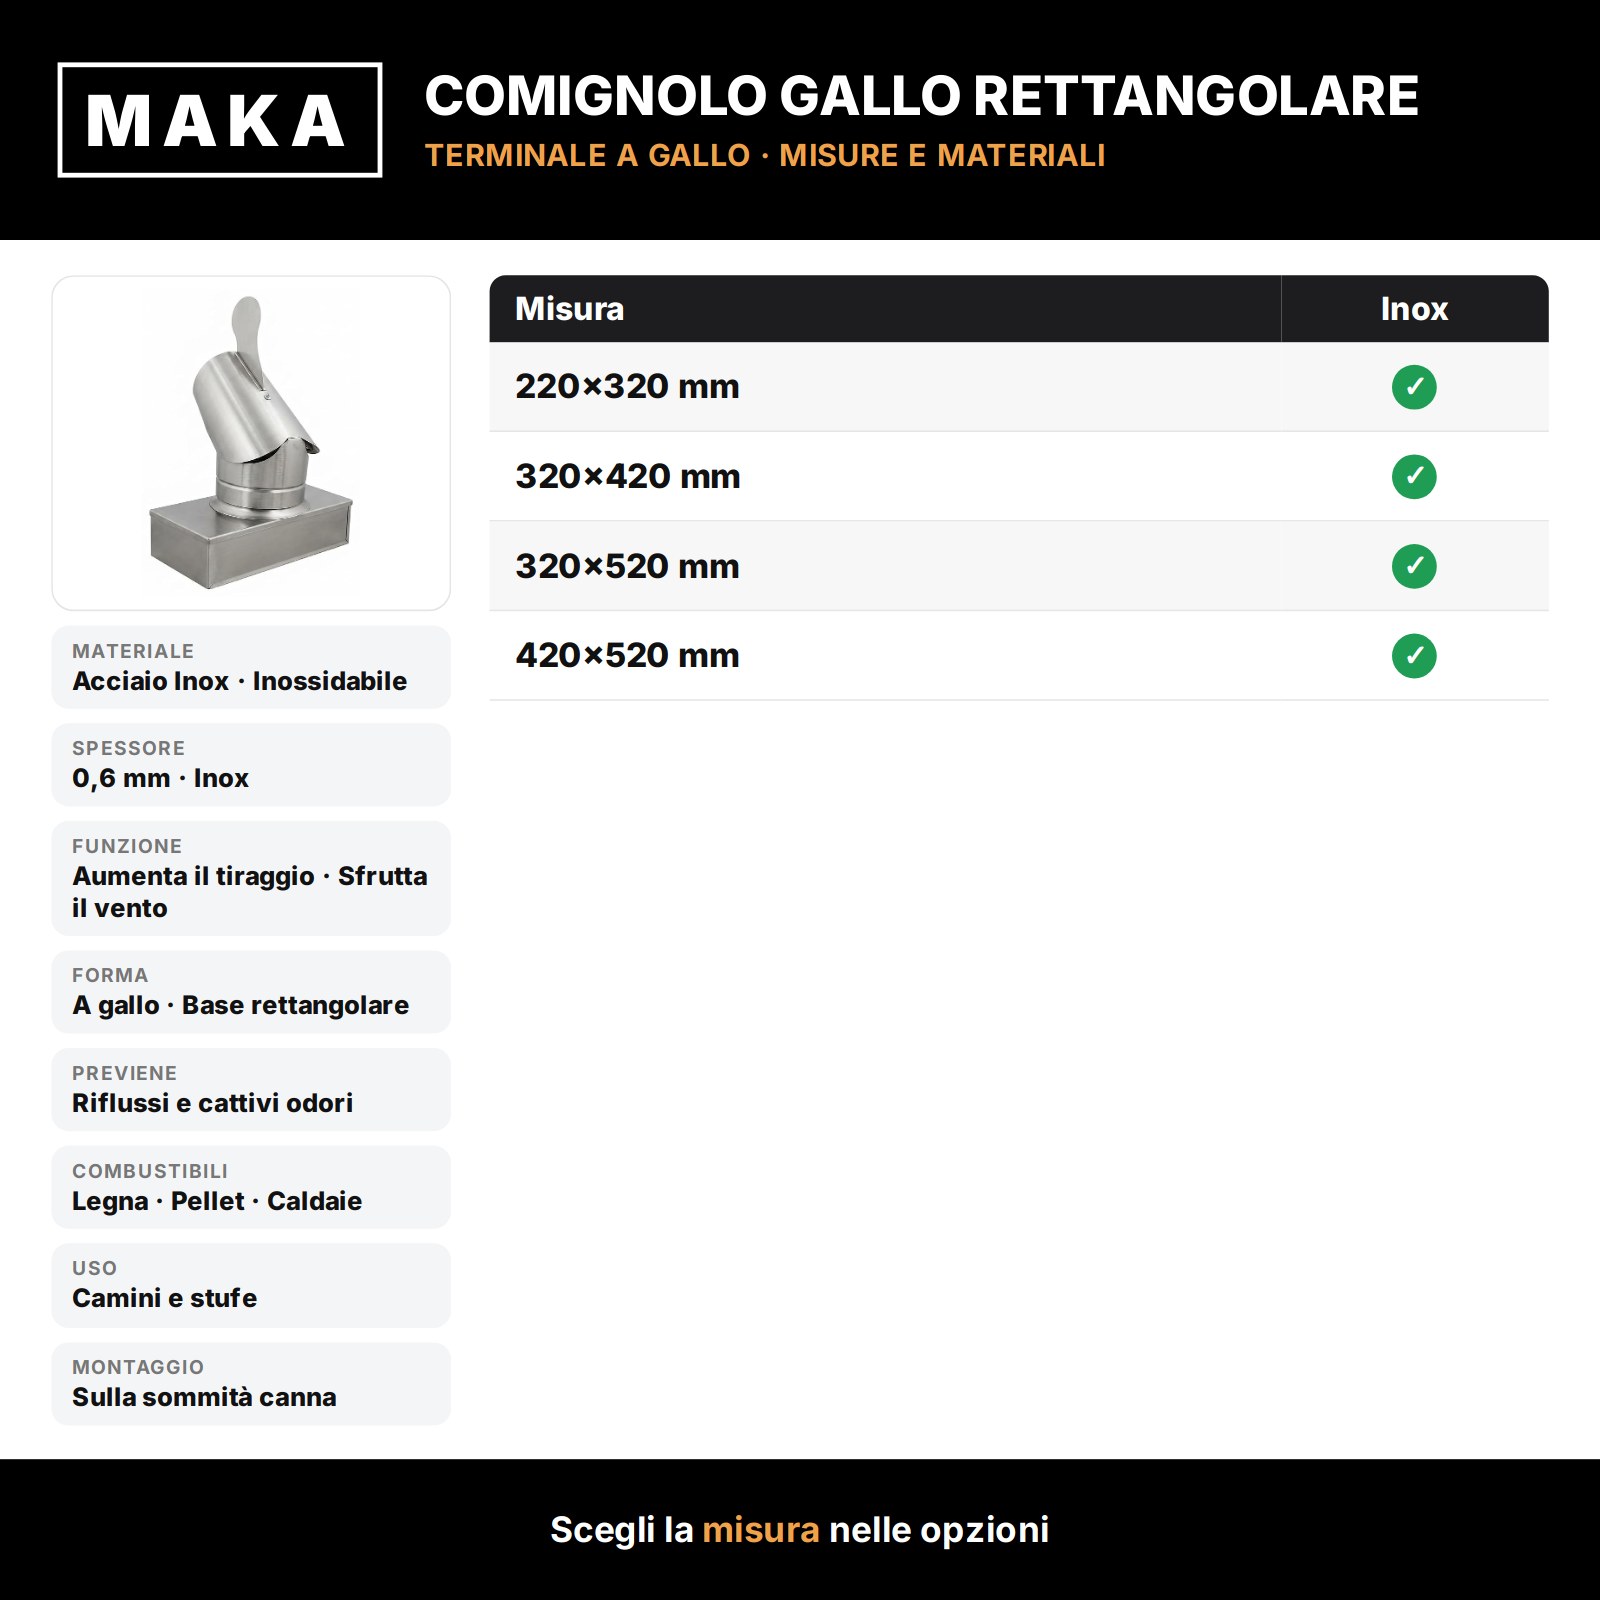 MAKA
COMIGNOLO GALLO RETTANGOLARE
TERMINALE A GALLO · MISURE E MATERIALI
MATERIALE
Acciaio Inox · Inossidabile
SPESSORE
0,6 mm · Inox
FUNZIONE
Aumenta il tiraggio · Sfrutta
il vento
FORMA
A gallo · Base rettangolare
PREVIENE
Riflussi e cattivi odori
COMBUSTIBILI
Legna · Pellet · Caldaie
USO
Camini e stufe
MONTAGGIO
Sulla sommità canna
Misura Inox
220×320 mm ✓
320×420 mm ✓
320×520 mm ✓
420×520 mm ✓
Scegli la misura nelle opzioni